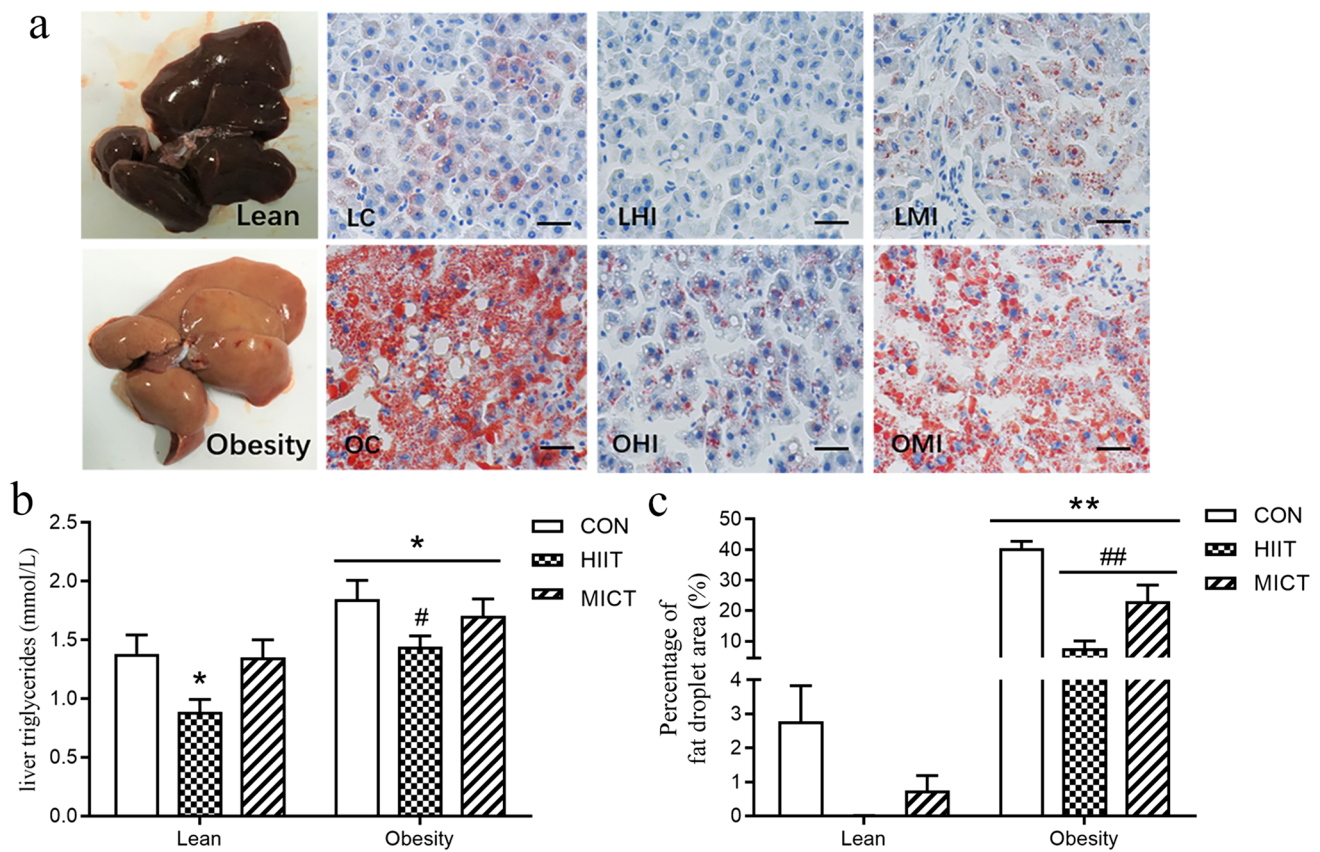 a
Lean
LC
LHI
LMI
Obesity
OC
OHI
OMI
b
liver triglycerides (mmol/L)
2.5
2.0
1.5
1.0
0.5
0.0
*
*
#
Lean
Obesity
CON
HIIT
MICT
c
Percentage of
fat droplet area (%)
50
40
30
20
10
4
3
2
1
0
**
##
Lean
Obesity
CON
HIIT
MICT